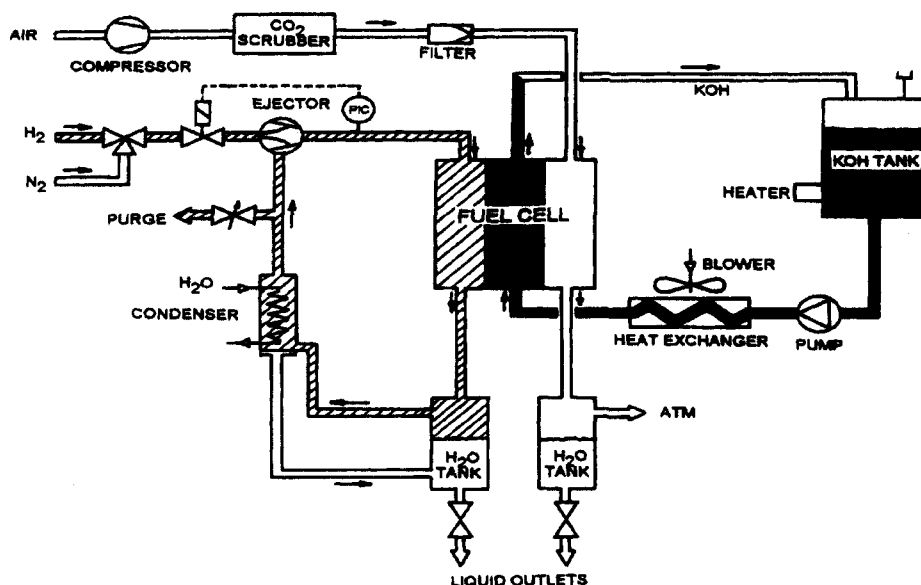 AIR
COMPRESSOR
CO2
SCRUBBER
FILTER
KOH
EJECTOR
PIC
H2
N2
KOH TANK
HEATER
FUEL CELL
PURGE
H2O
CONDENSER
BLOWER
HEAT EXCHANGER
PUMP
ATM
H2O
TANK
H2O
TANK
LIQUID OUTLETS